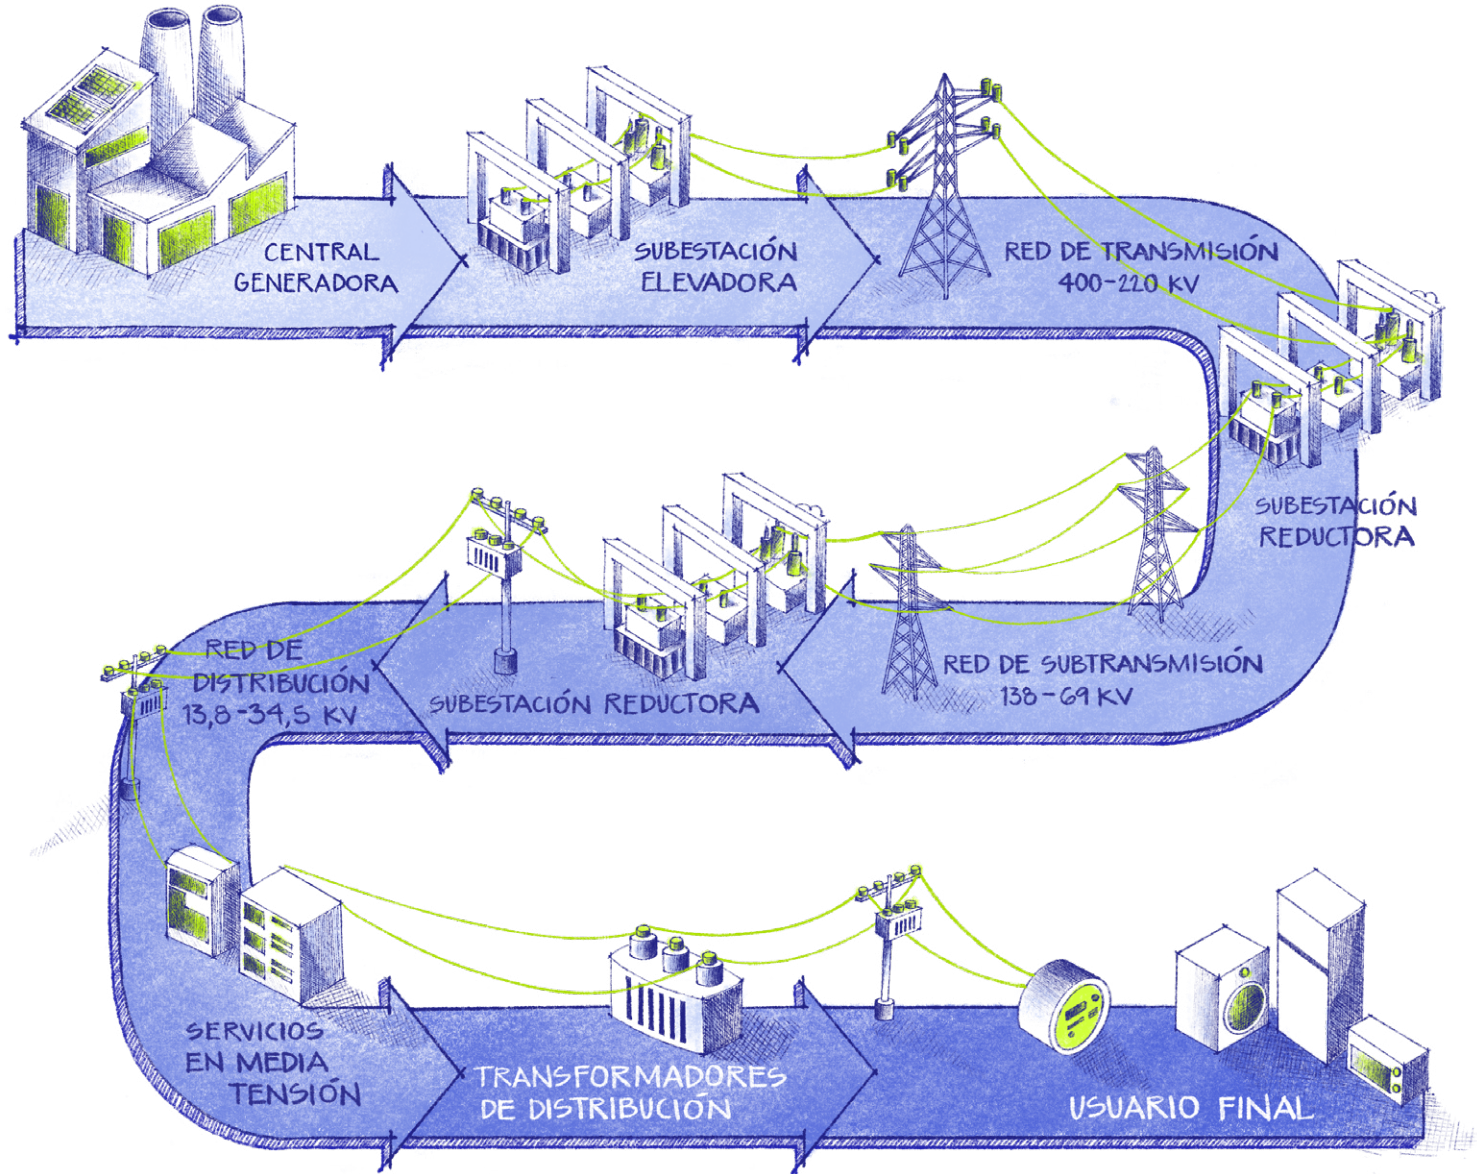 CENTRAL
GENERADORA
SUBESTACIÓN
ELEVADORA
RED DE TRANSMISIÓN
400-220 KV
SUBESTACIÓN
REDUCTORA
RED DE SUBTRANSMISIÓN
138-69 KV
SUBESTACIÓN REDUCTORA
RED DE
DISTRIBUCIÓN
13,8-34,5 KV
SERVICIOS
EN MEDIA
TENSIÓN
TRANSFORMADORES
DE DISTRIBUCIÓN
USUARIO FINAL